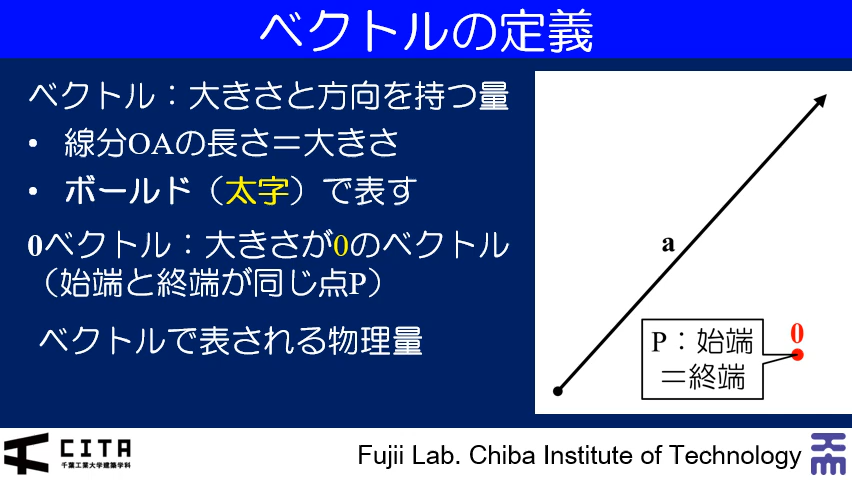 ベクトルの定義
ベクトル：大きさと方向を持つ量
• 線分OAの長さ＝大きさ
• ボールド（太字）で表す
0ベクトル：大きさが0のベクトル
（始端と終端が同じ点P）
ベクトルで表される物理量
a
0
P：始端
＝終端
CITA
千葉工業大学建築学科
Fujii Lab. Chiba Institute of Technology